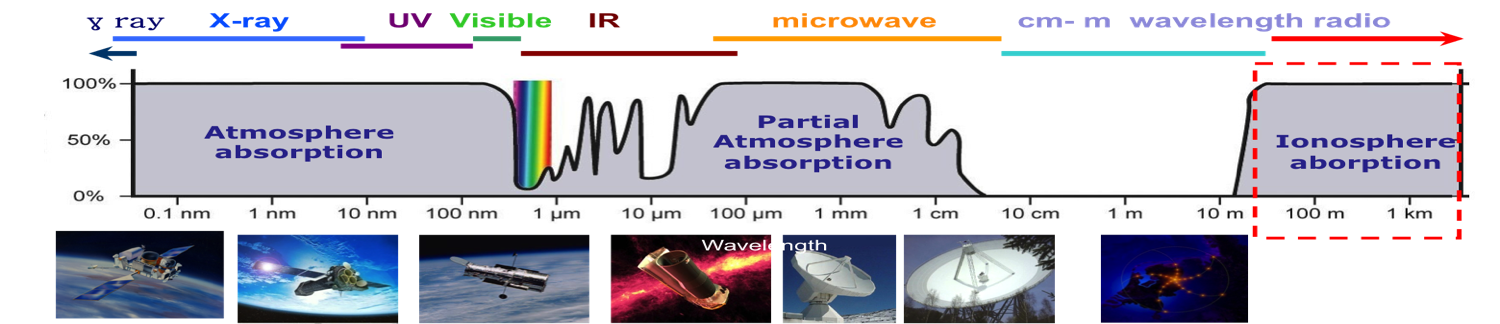 ɣ ray X-ray UV Visible IR microwave cm- m wavelength radio
100%
50%
0%
Atmosphere
absorption
Partial
Atmosphere
absorption
Ionosphere
aborption
0.1 nm 1 nm 10 nm 100 nm 1 µm 10 µm 100 µm 1 mm 1 cm 10 cm 1 m 10 m 100 m 1 km
Wavelength